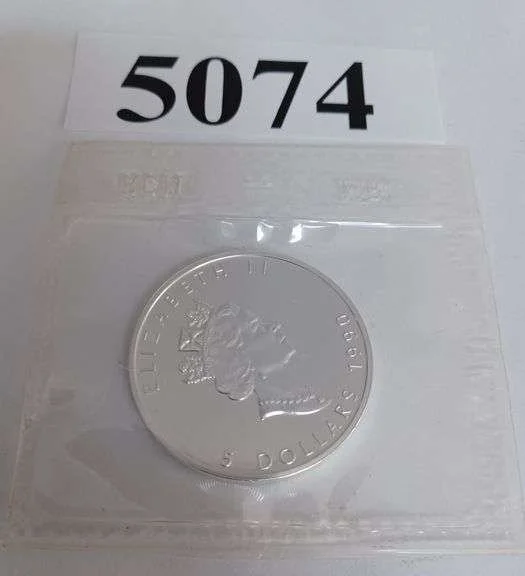 5074
ELIZABETH II
5 DOLLARS
1990